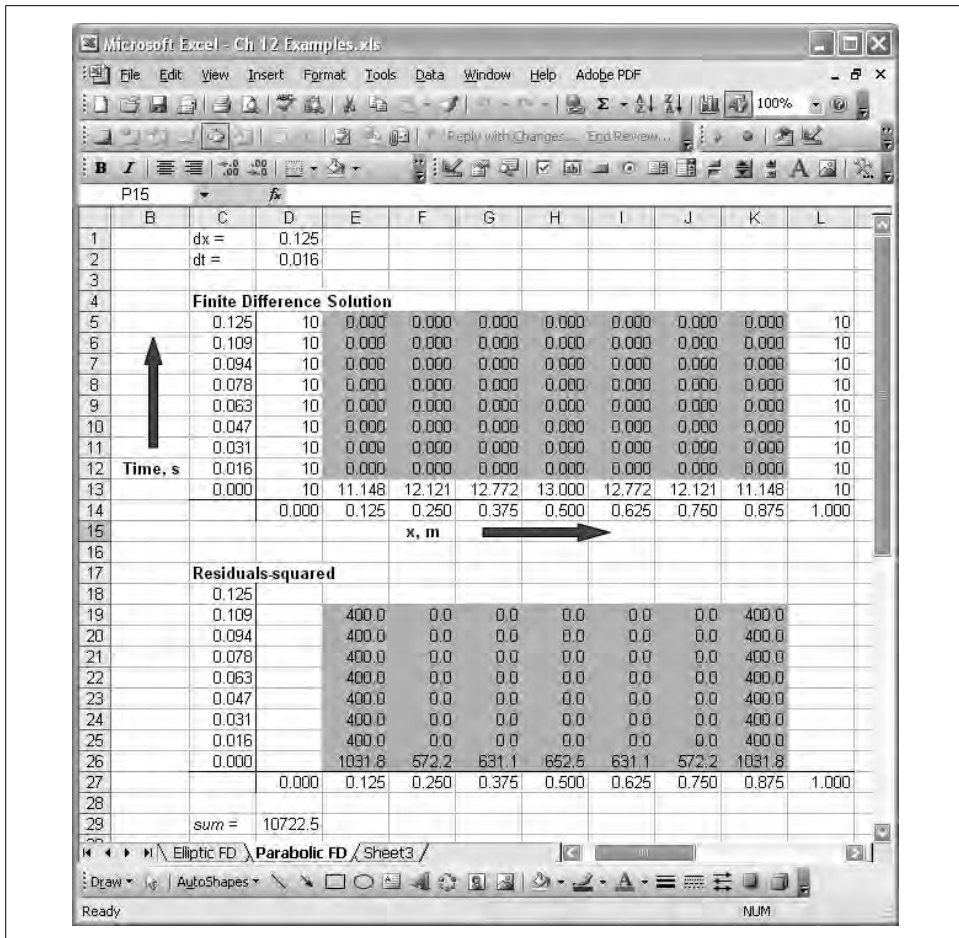 Microsoft Excel - Ch 12 Examples.xls
File Edit View Insert Format Tools Data Window Help Adobe PDF
100%
Reply with Changes... End Review...
P15 fx
B C D E F G H I J K L
1 dx = 0.125
2 dt = 0.016
3
4 Finite Difference Solution
5 0.125 10 0.000 0.000 0.000 0.000 0.000 0.000 0.000 10
6 0.109 10 0.000 0.000 0.000 0.000 0.000 0.000 0.000 10
7 0.094 10 0.000 0.000 0.000 0.000 0.000 0.000 0.000 10
8 0.078 10 0.000 0.000 0.000 0.000 0.000 0.000 0.000 10
9 0.063 10 0.000 0.000 0.000 0.000 0.000 0.000 0.000 10
10 0.047 10 0.000 0.000 0.000 0.000 0.000 0.000 0.000 10
11 0.031 10 0.000 0.000 0.000 0.000 0.000 0.000 0.000 10
12 Time, s 0.016 10 0.000 0.000 0.000 0.000 0.000 0.000 0.000 10
13 0.000 10 11.148 12.121 12.772 13.000 12.772 12.121 11.148 10
14 0.000 0.125 0.250 0.375 0.500 0.625 0.750 0.875 1.000
15 x, m
16
17 Residuals-squared
18 0.125
19 0.109 400.0 0.0 0.0 0.0 0.0 0.0 400.0
20 0.094 400.0 0.0 0.0 0.0 0.0 0.0 400.0
21 0.078 400.0 0.0 0.0 0.0 0.0 0.0 400.0
22 0.063 400.0 0.0 0.0 0.0 0.0 0.0 400.0
23 0.047 400.0 0.0 0.0 0.0 0.0 0.0 400.0
24 0.031 400.0 0.0 0.0 0.0 0.0 0.0 400.0
25 0.016 400.0 0.0 0.0 0.0 0.0 0.0 400.0
26 0.000 1031.8 572.2 631.1 652.5 631.1 572.2 1031.8
27 0.000 0.125 0.250 0.375 0.500 0.625 0.750 0.875 1.000
28
29 sum = 10722.5
Elliptic FD Parabolic FD Sheet3
Draw AutoShapes
Ready NUM